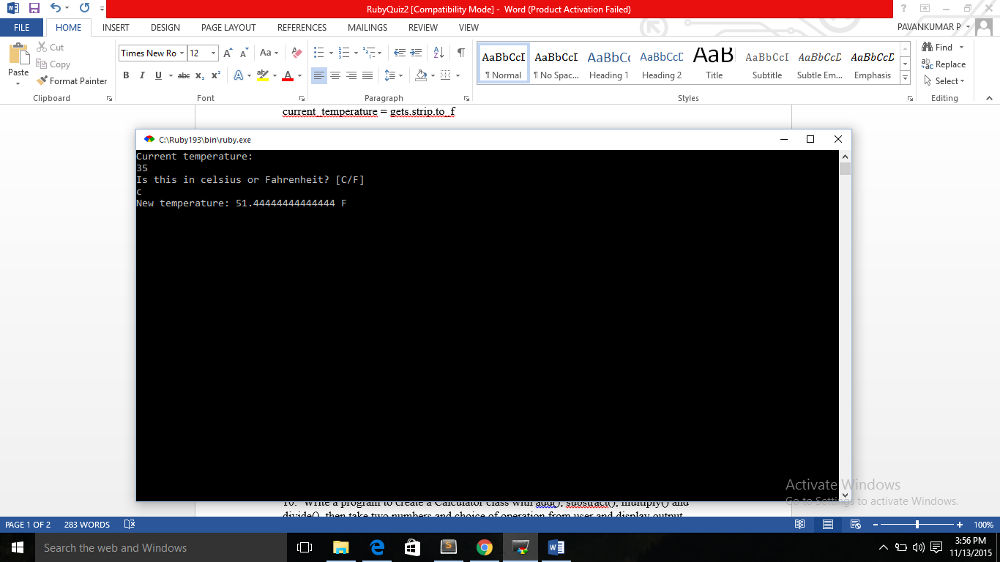 RubyQuiz2 [Compatibility Mode] - Word (Product Activation Failed)
FILE HOME INSERT DESIGN PAGE LAYOUT REFERENCES MAILINGS REVIEW VIEW PAVANKUMAR P
Paste
Cut
Copy
Format Painter
Clipboard
Times New Ro 12
Font
Paragraph
AaBbCcI AaBbCcI AaBbCc AaBbCcD AaB AaBbCcI AaBbCcD AaBbCcD
¶ Normal ¶ No Spac... Heading 1 Heading 2 Title Subtitle Subtle Em... Emphasis
Styles
Find
Replace
Select
Editing
current_temperature = gets.strip.to_f
C:\Ruby193\bin\ruby.exe
Current temperature:
35
Is this in celsius or Fahrenheit? [C/F]
c
New temperature: 51.44444444444444 F
Activate Windows
Go to Settings to activate Windows.
10. Write a program to create a Calculator class with add(), substract(), multiply() and
divide(), then take two numbers and choice of operation from user and display output
PAGE 1 OF 2 283 WORDS 100%
Search the web and Windows
3:56 PM
11/13/2015